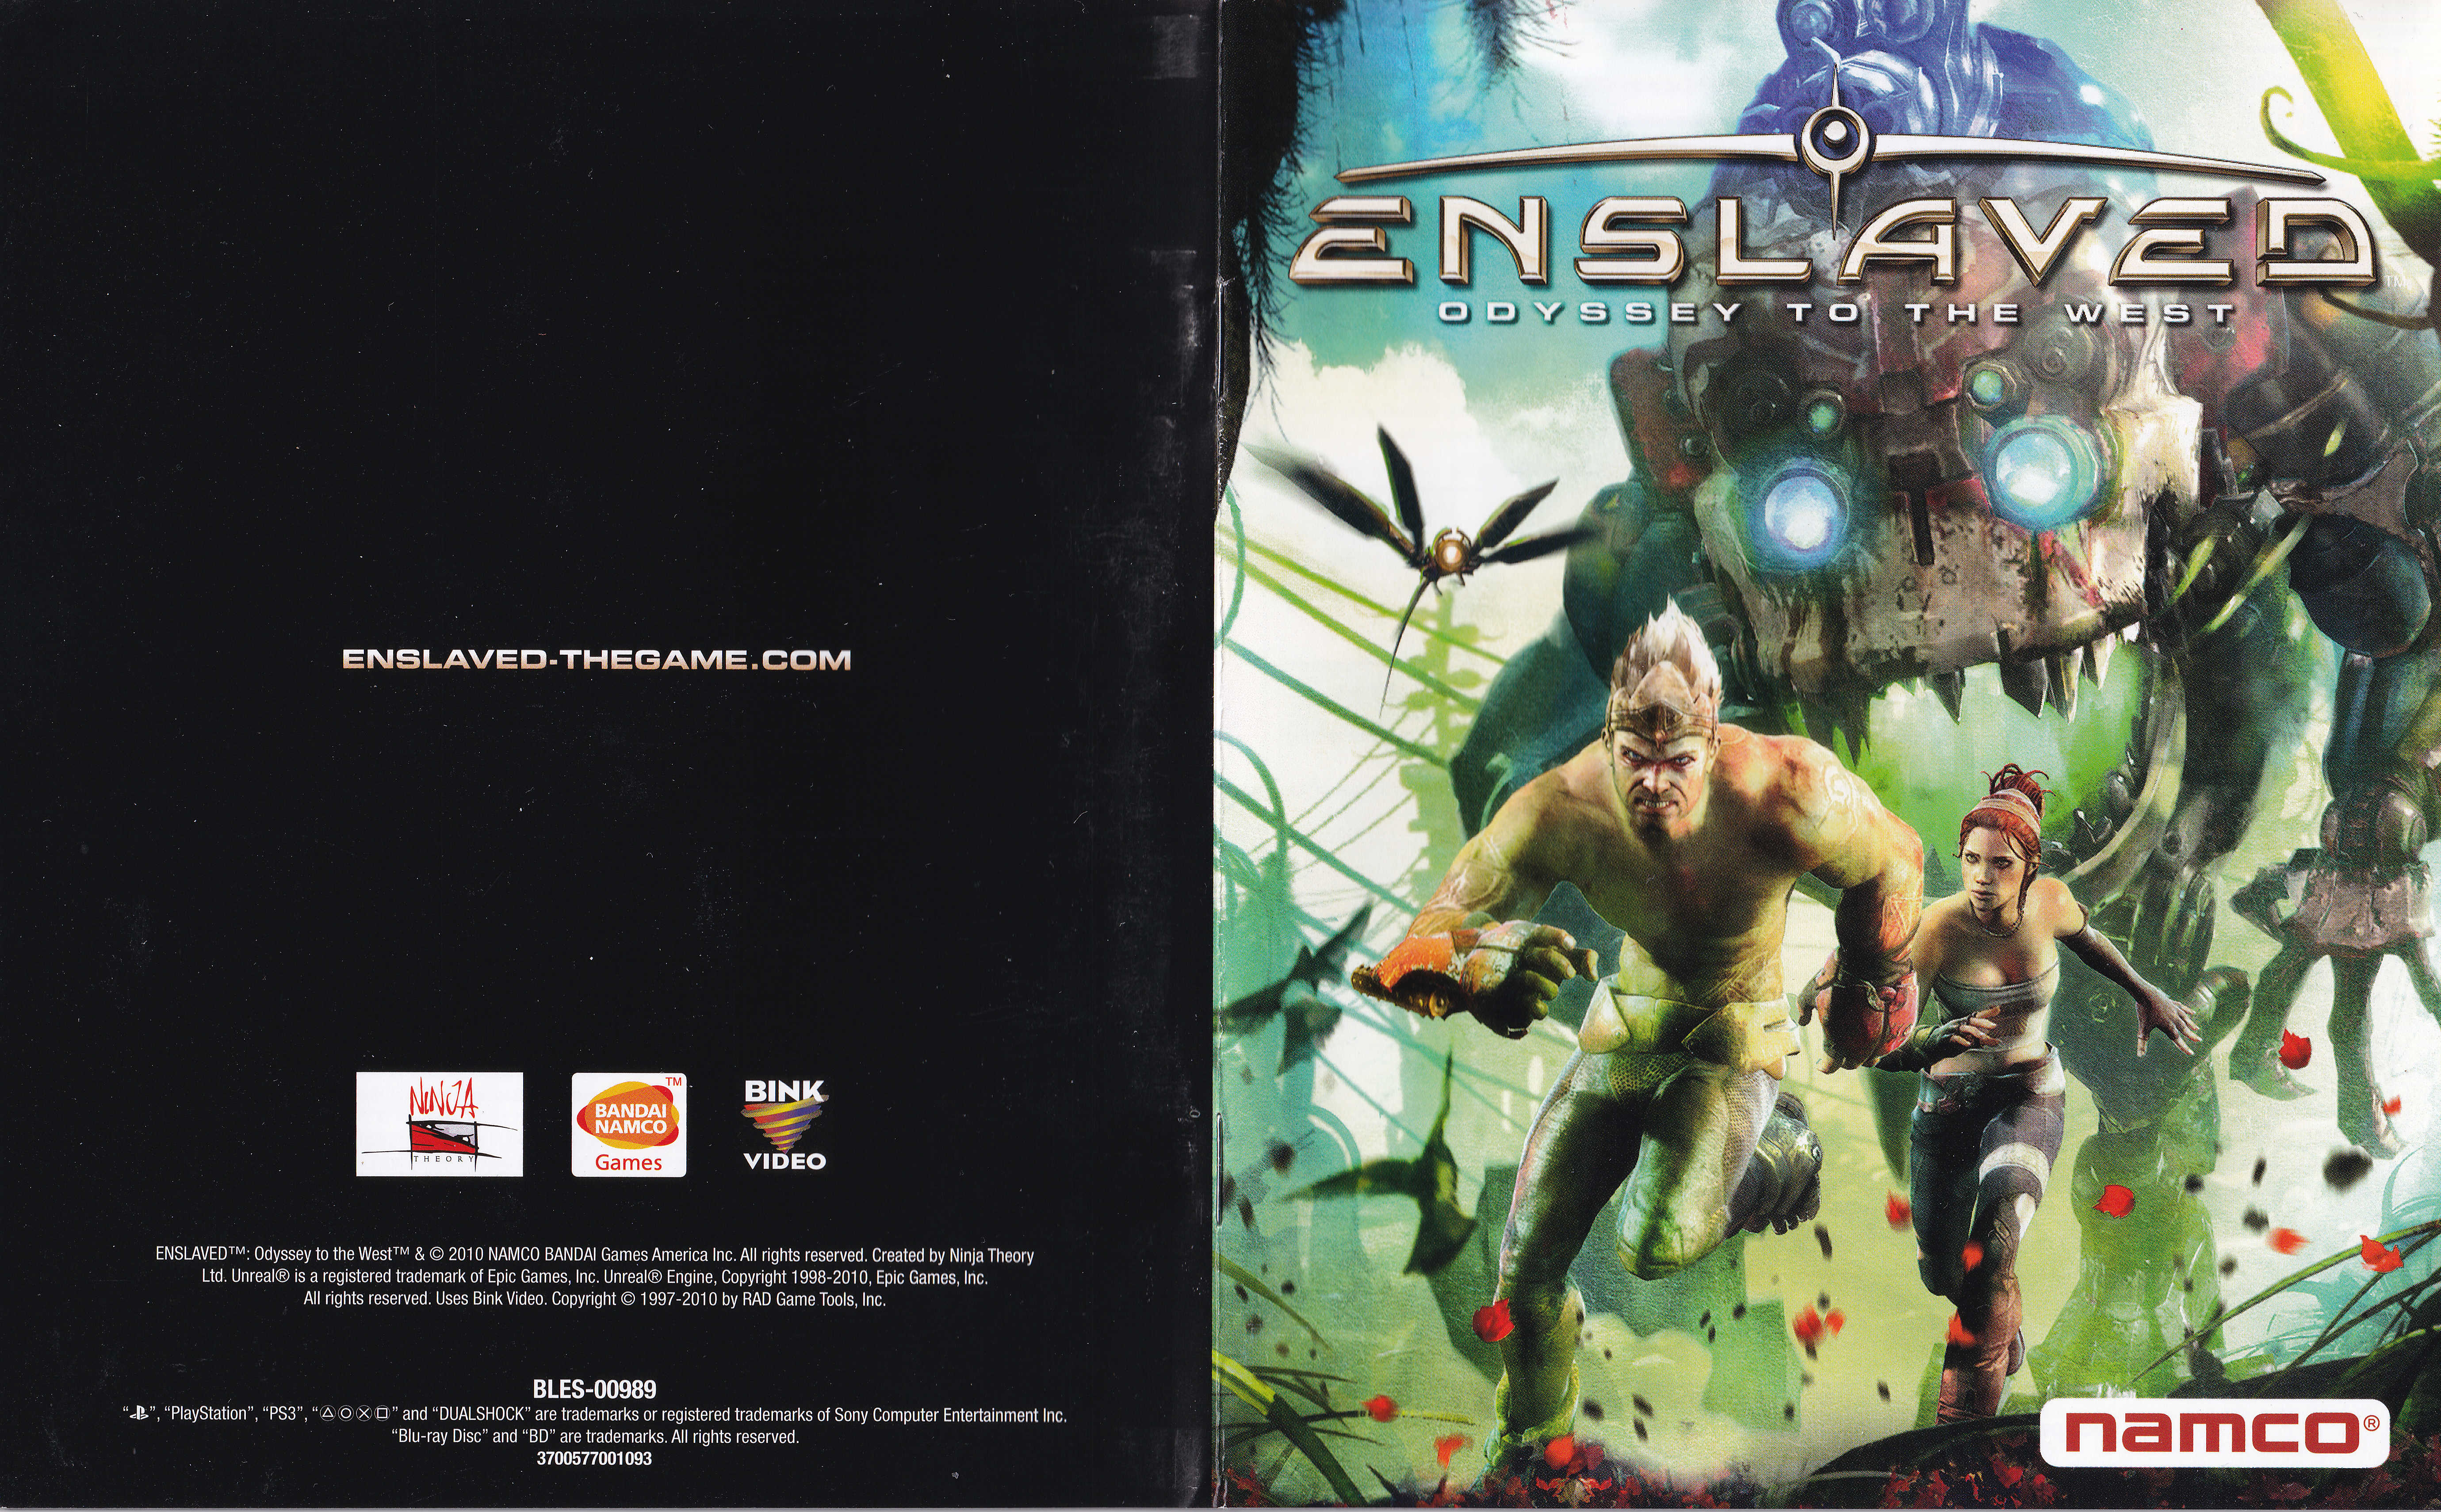 ENSLAVED-THEGAME.COM
NINJA
THEORY
BANDAI
NAMCO
Games
TM
BINK
VIDEO
ENSLAVED™: Odyssey to the West™ & © 2010 NAMCO BANDAI Games America Inc. All rights reserved. Created by Ninja Theory
Ltd. Unreal® is a registered trademark of Epic Games, Inc. Unreal® Engine, Copyright 1998-2010, Epic Games, Inc.
All rights reserved. Uses Bink Video. Copyright © 1997-2010 by RAD Game Tools, Inc.
BLES-00989
“PS”, “PlayStation”, “PS3”, “△○✕□” and “DUALSHOCK” are trademarks or registered trademarks of Sony Computer Entertainment Inc.
“Blu-ray Disc” and “BD” are trademarks. All rights reserved.
3700577001093
ENSLAVED™
ODYSSEY TO THE WEST
namco®